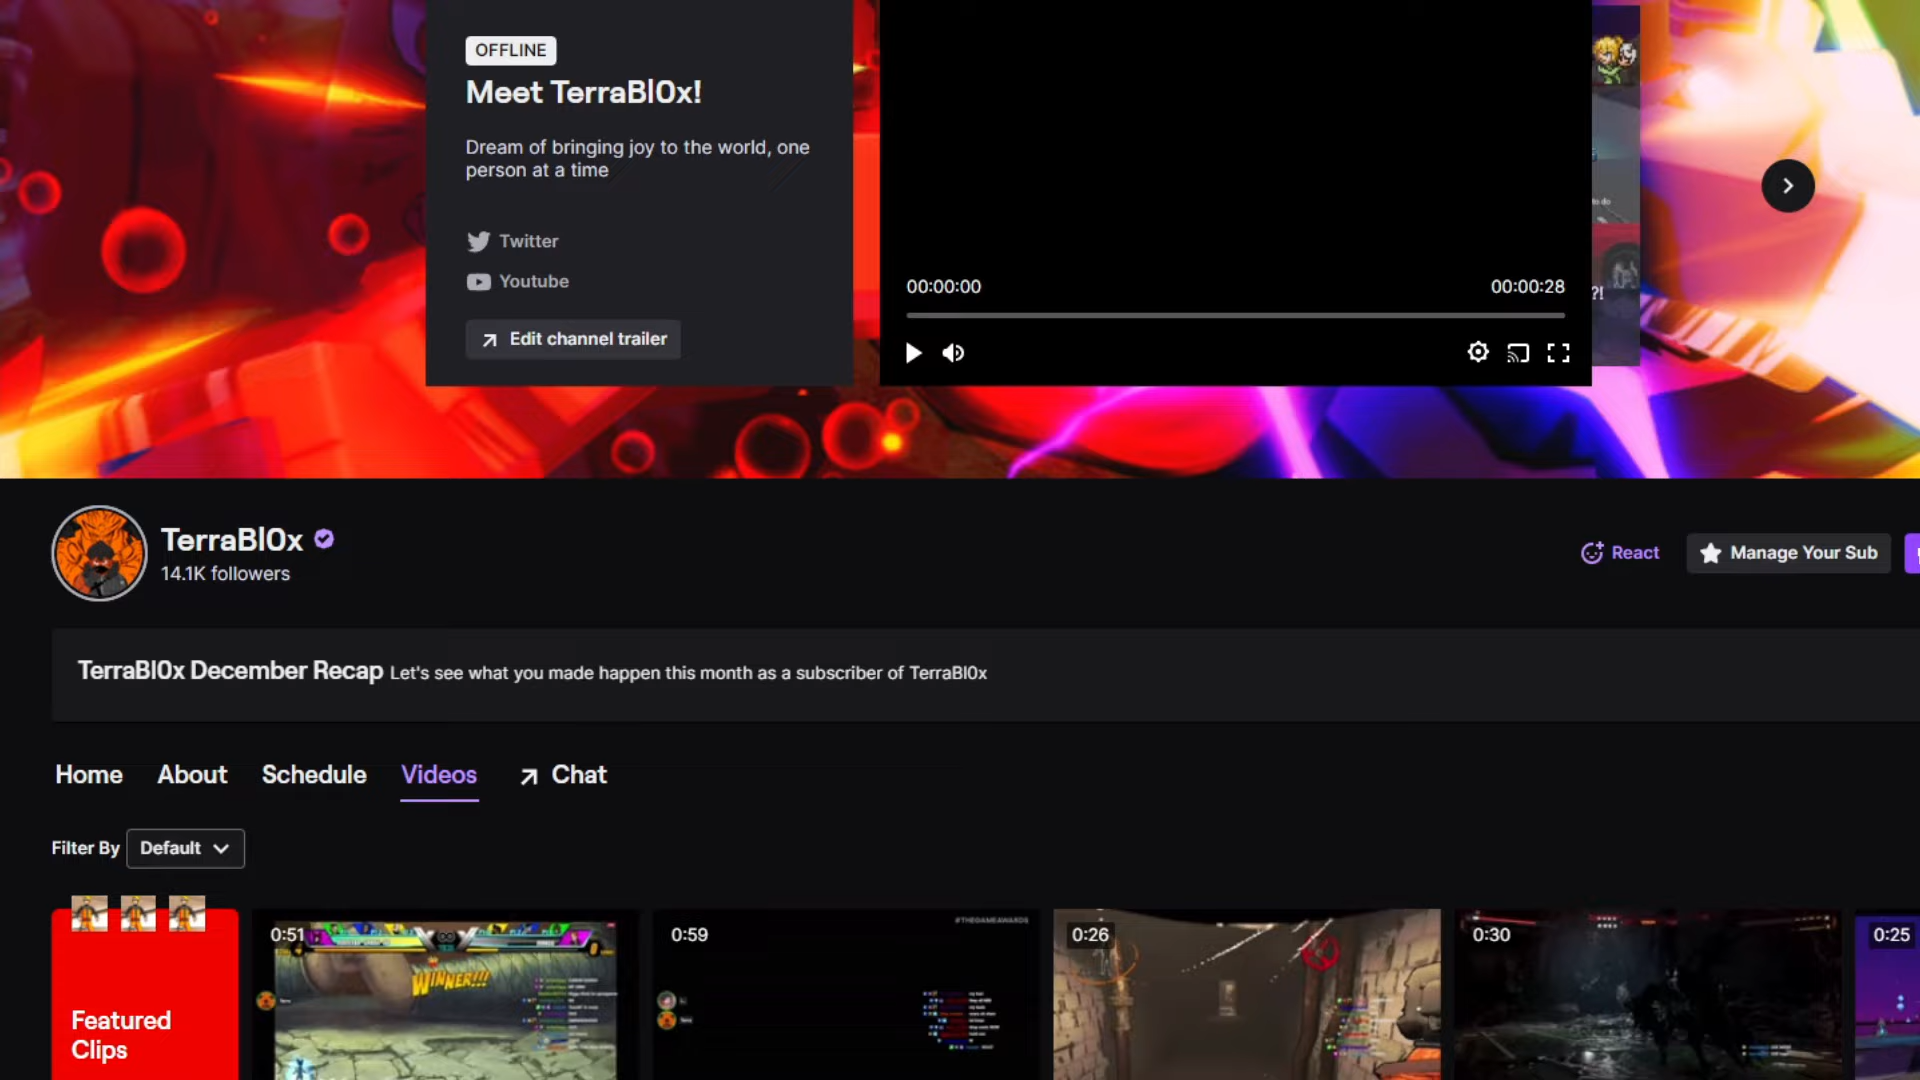 OFFLINE
Meet TerraBl0x!
Dream of bringing joy to the world, one
person at a time
Twitter
Youtube
Edit channel trailer
00:00:00
00:00:28
?!
TerraBl0x
14.1K followers
React
Manage Your Sub
TerraBl0x December Recap Let's see what you made happen this month as a subscriber of TerraBl0x
Home About Schedule Videos Chat
Filter By Default
Featured
Clips
0:51
WINNER!!!
0:59
#THEGAMEAWARDS
0:26
0:30
0:25